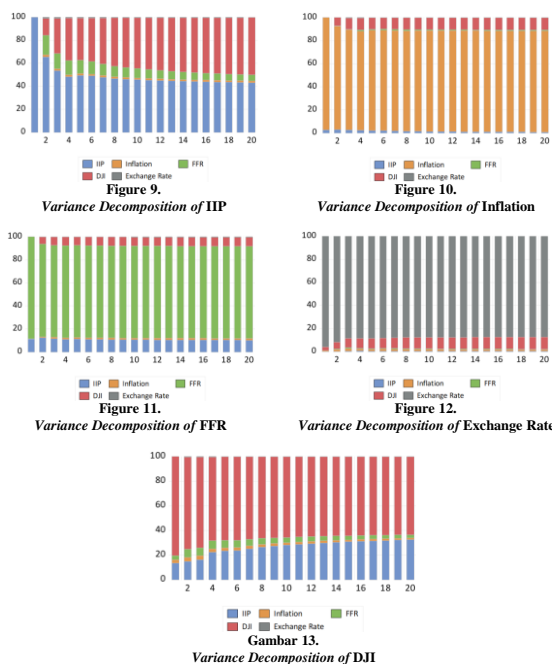 100
80
60
40
20
0
2 4 6 8 10 12 14 16 18 20
IIP Inflation FFR
DJI Exchange Rate
Figure 9.
Variance Decomposition of IIP
100
80
60
40
20
0
2 4 6 8 10 12 14 16 18 20
IIP Inflation FFR
DJI Exchange Rate
Figure 10.
Variance Decomposition of Inflation
100
80
60
40
20
0
2 4 6 8 10 12 14 16 18 20
IIP Inflation FFR
DJI Exchange Rate
Figure 11.
Variance Decomposition of FFR
100
80
60
40
20
0
2 4 6 8 10 12 14 16 18 20
IIP Inflation FFR
DJI Exchange Rate
Figure 12.
Variance Decomposition of Exchange Rate
100
80
60
40
20
0
2 4 6 8 10 12 14 16 18 20
IIP Inflation FFR
DJI Exchange Rate
Gambar 13.
Variance Decomposition of DJI